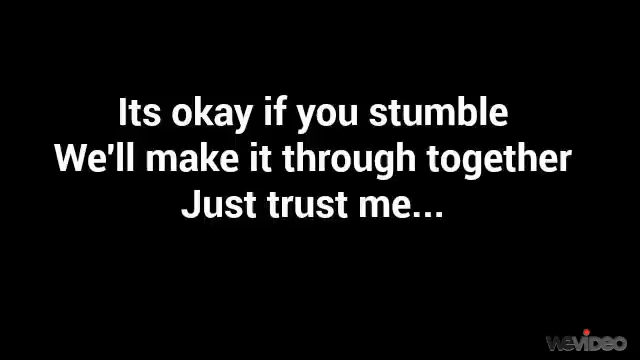 Its okay if you stumble
We'll make it through together
Just trust me...
WEVIDEO